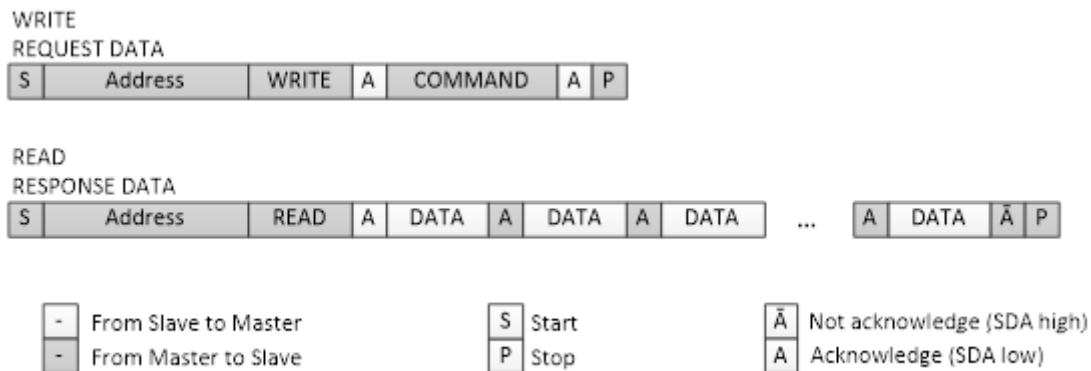 WRITE
REQUEST DATA
S Address WRITE A COMMAND A P
READ
RESPONSE DATA
S Address READ A DATA A DATA A DATA ... A DATA Ā P
- From Slave to Master S Start Ā Not acknowledge (SDA high)
- From Master to Slave P Stop A Acknowledge (SDA low)